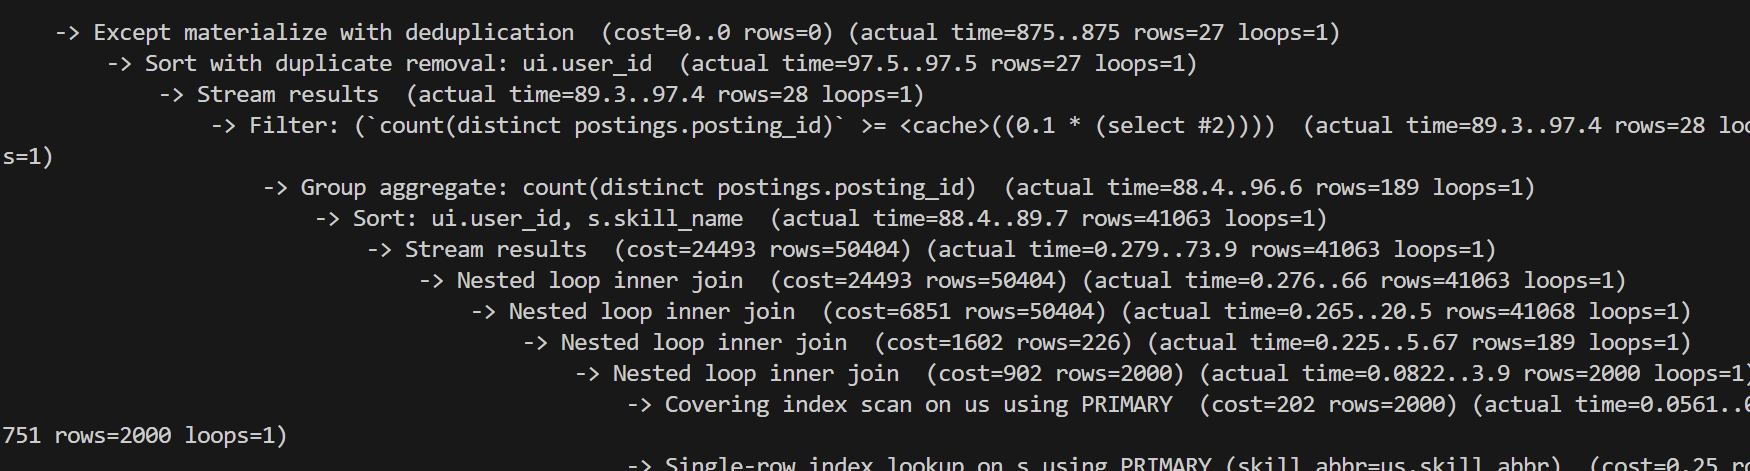 -> Except materialize with deduplication (cost=0..0 rows=0) (actual time=875..875 rows=27 loops=1)
-> Sort with duplicate removal: ui.user_id (actual time=97.5..97.5 rows=27 loops=1)
-> Stream results (actual time=89.3..97.4 rows=28 loops=1)
-> Filter: (`count(distinct postings.posting_id)` >= <cache>((0.1 * (select #2)))) (actual time=89.3..97.4 rows=28 loo
s=1)
-> Group aggregate: count(distinct postings.posting_id) (actual time=88.4..96.6 rows=189 loops=1)
-> Sort: ui.user_id, s.skill_name (actual time=88.4..89.7 rows=41063 loops=1)
-> Stream results (cost=24493 rows=50404) (actual time=0.279..73.9 rows=41063 loops=1)
-> Nested loop inner join (cost=24493 rows=50404) (actual time=0.276..66 rows=41063 loops=1)
-> Nested loop inner join (cost=6851 rows=50404) (actual time=0.265..20.5 rows=41068 loops=1)
-> Nested loop inner join (cost=1602 rows=226) (actual time=0.225..5.67 rows=189 loops=1)
-> Nested loop inner join (cost=902 rows=2000) (actual time=0.0822..3.9 rows=2000 loops=1)
-> Covering index scan on us using PRIMARY (cost=202 rows=2000) (actual time=0.0561..0
751 rows=2000 loops=1)
-> Single-row index lookup on s using PRIMARY (skill_abbr=us.skill_abbr) (cost=0.25 ro